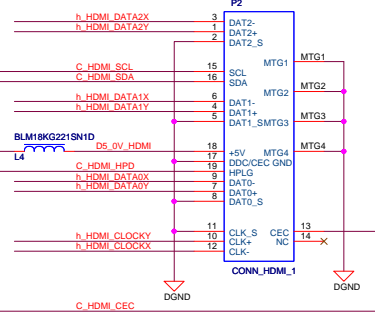 P2
h_HDMI_DATA2X 3 DAT2-
h_HDMI_DATA2Y 1 DAT2+
2 DAT2_S
MTG1 MTG1
C_HDMI_SCL 15 SCL
C_HDMI_SDA 16 SDA
MTG2 MTG2
h_HDMI_DATA1X 6 DAT1-
h_HDMI_DATA1Y 4 DAT1+
5 DAT1_S MTG3 MTG3
BLM18KG221SN1D
L4
D5_0V_HDMI 18 +5V MTG4 MTG4
17 DDC/CEC GND
C_HDMI_HPD 19 HPLG
h_HDMI_DATA0X 9 DAT0-
h_HDMI_DATA0Y 7 DAT0+
8 DAT0_S
11 CLK_S CEC 13
h_HDMI_CLOCKY 10 CLK+ NC 14
h_HDMI_CLOCKX 12 CLK-
CONN_HDMI_1
DGND
DGND
C_HDMI_CEC